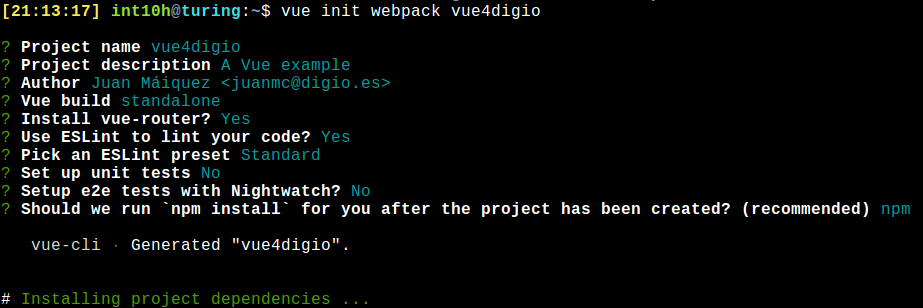 [21:13:17] int10h@turing:~$ vue init webpack vue4digio
? Project name vue4digio
? Project description A Vue example
? Author Juan Máiquez <juanmc@digio.es>
? Vue build standalone
? Install vue-router? Yes
? Use ESLint to lint your code? Yes
? Pick an ESLint preset Standard
? Set up unit tests No
? Setup e2e tests with Nightwatch? No
? Should we run `npm install` for you after the project has been created? (recommended) npm
vue-cli · Generated "vue4digio".
# Installing project dependencies ...